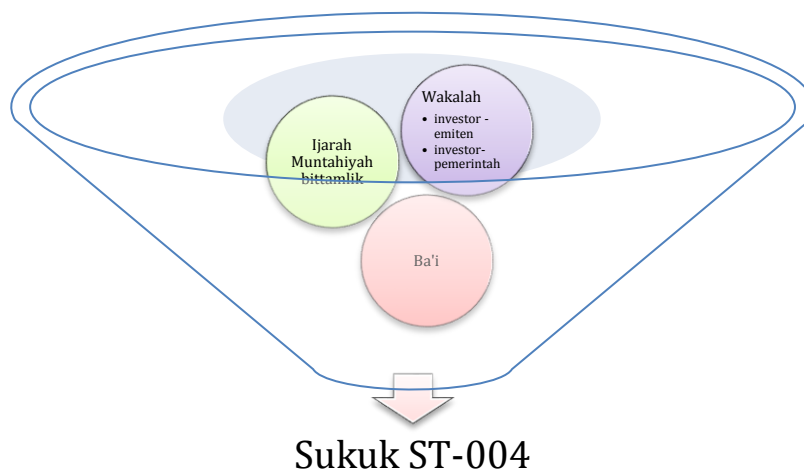 Wakalah
• investor -
emiten
• investor-
pemerintah
Ijarah
Muntahiyah
bittamlik
Ba'i
Sukuk ST-004